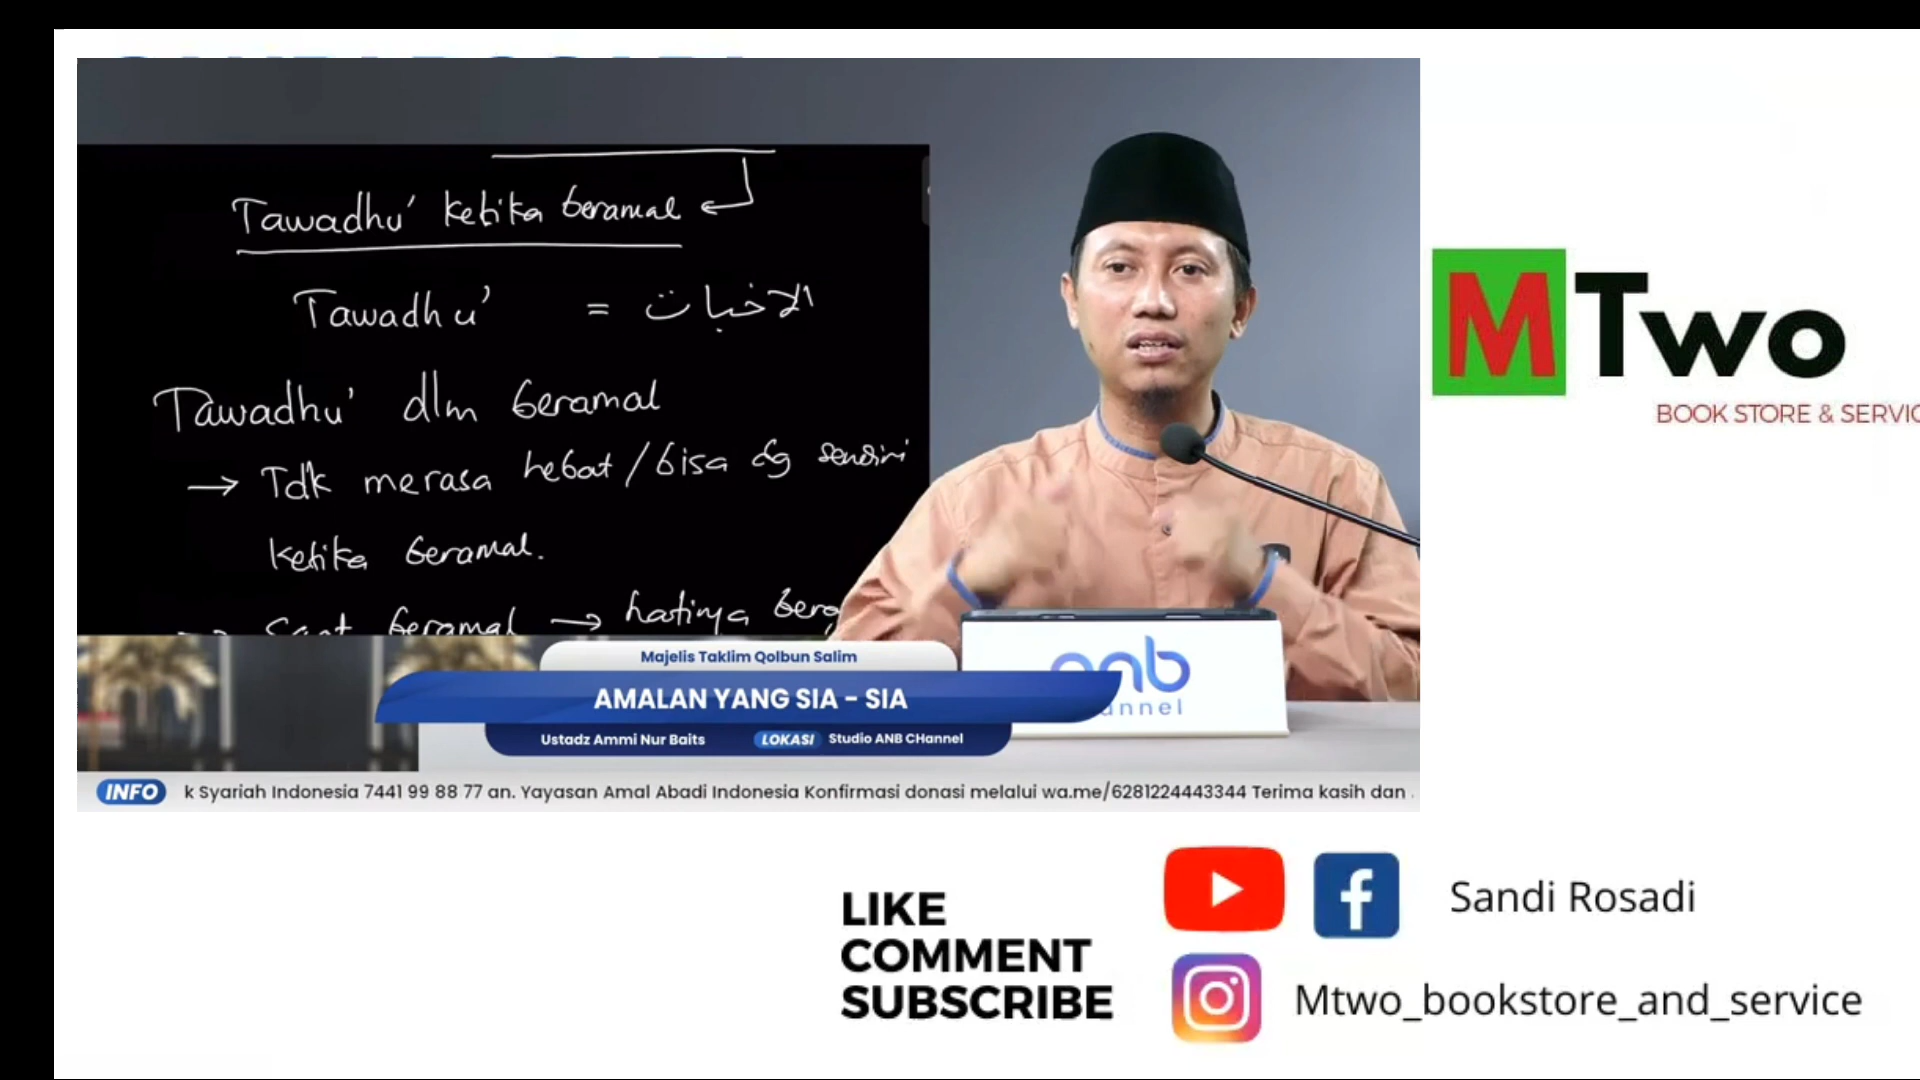 Tawadhu' ketika beramal
Tawadhu' = الاخبات
Tawadhu' dlm beramal
→ Tdk merasa hebat/bisa dg sendiri
ketika beramal.
Saat beramal → hatinya
anb
Majelis Taklim Qolbun Salim
AMALAN YANG SIA - SIA
Ustadz Ammi Nur Baits LOKASI Studio ANB CHannel
INFO k Syariah Indonesia 7441 99 88 77 an. Yayasan Amal Abadi Indonesia Konfirmasi donasi melalui wa.me/6281224443344 Terima kasih dan
MTwo
BOOK STORE & SERVIC
LIKE
COMMENT
SUBSCRIBE
Sandi Rosadi
Mtwo_bookstore_and_service